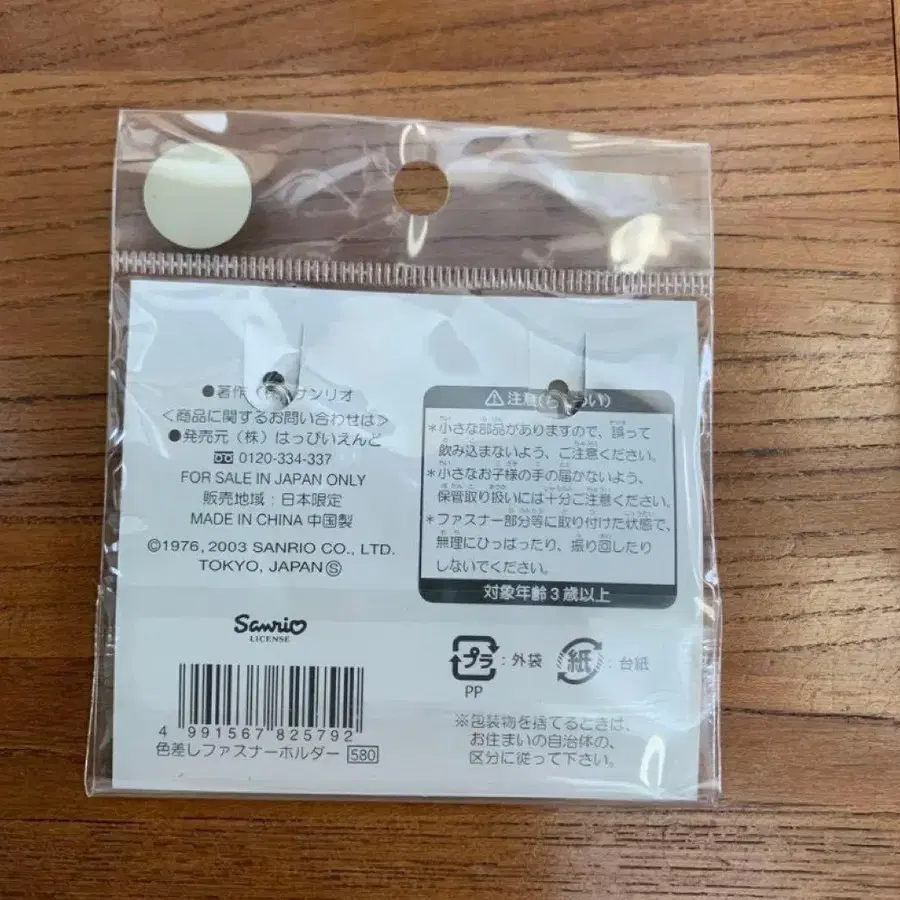 ●著作（株）サンリオ
＜商品に関するお問い合わせは＞
●発売元（株）はっぴいえんど
0120-334-337
FOR SALE IN JAPAN ONLY
販売地域：日本限定
MADE IN CHINA 中国製
©1976, 2003 SANRIO CO., LTD.
TOKYO, JAPAN Ⓢ
Sanrio
LICENSE
4 991567 825792
色差しファスナーホルダー 580
⚠注意(ちゅうい)
*小さな部品がありますので、誤って
飲み込まないよう、ご注意ください。
*小さなお子様の手の届かないよう、
保管取り扱いには十分ご注意ください。
*ファスナー部分等に取り付けた状態で、
無理にひっぱったり、振り回したり
しないでください。
対象年齢3歳以上
プラ：外袋
PP
紙：台紙
※包装物を捨てるときは、
お住まいの自治体の、
区分に従って下さい。